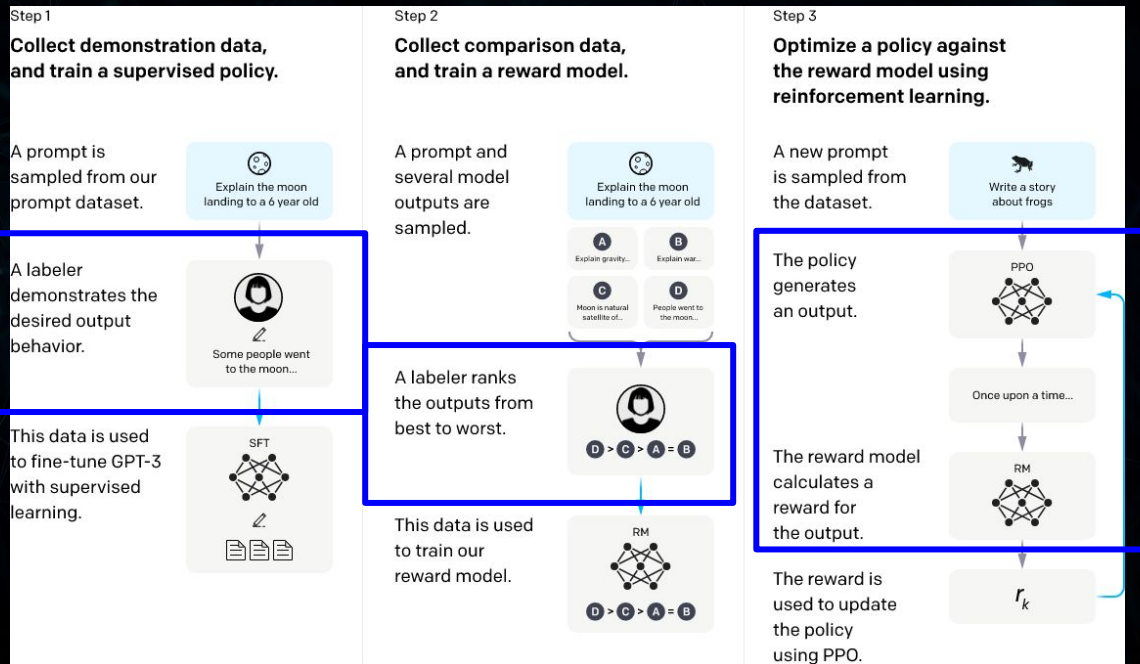 Step 1
Collect demonstration data,
and train a supervised policy.
A prompt is
sampled from our
prompt dataset.
Explain the moon
landing to a 6 year old
A labeler
demonstrates the
desired output
behavior.
Some people went
to the moon...
This data is used
to fine-tune GPT-3
with supervised
learning.
SFT
Step 2
Collect comparison data,
and train a reward model.
A prompt and
several model
outputs are
sampled.
Explain the moon
landing to a 6 year old
A
Explain gravity...
B
Explain war...
C
Moon is natural
satellite of...
D
People went to
the moon...
A labeler ranks
the outputs from
best to worst.
D > C > A = B
This data is used
to train our
reward model.
RM
D > C > A = B
Step 3
Optimize a policy against
the reward model using
reinforcement learning.
A new prompt
is sampled from
the dataset.
Write a story
about frogs
The policy
generates
an output.
PPO
Once upon a time...
The reward model
calculates a
reward for
the output.
RM
The reward is
used to update
the policy
using PPO.
rk